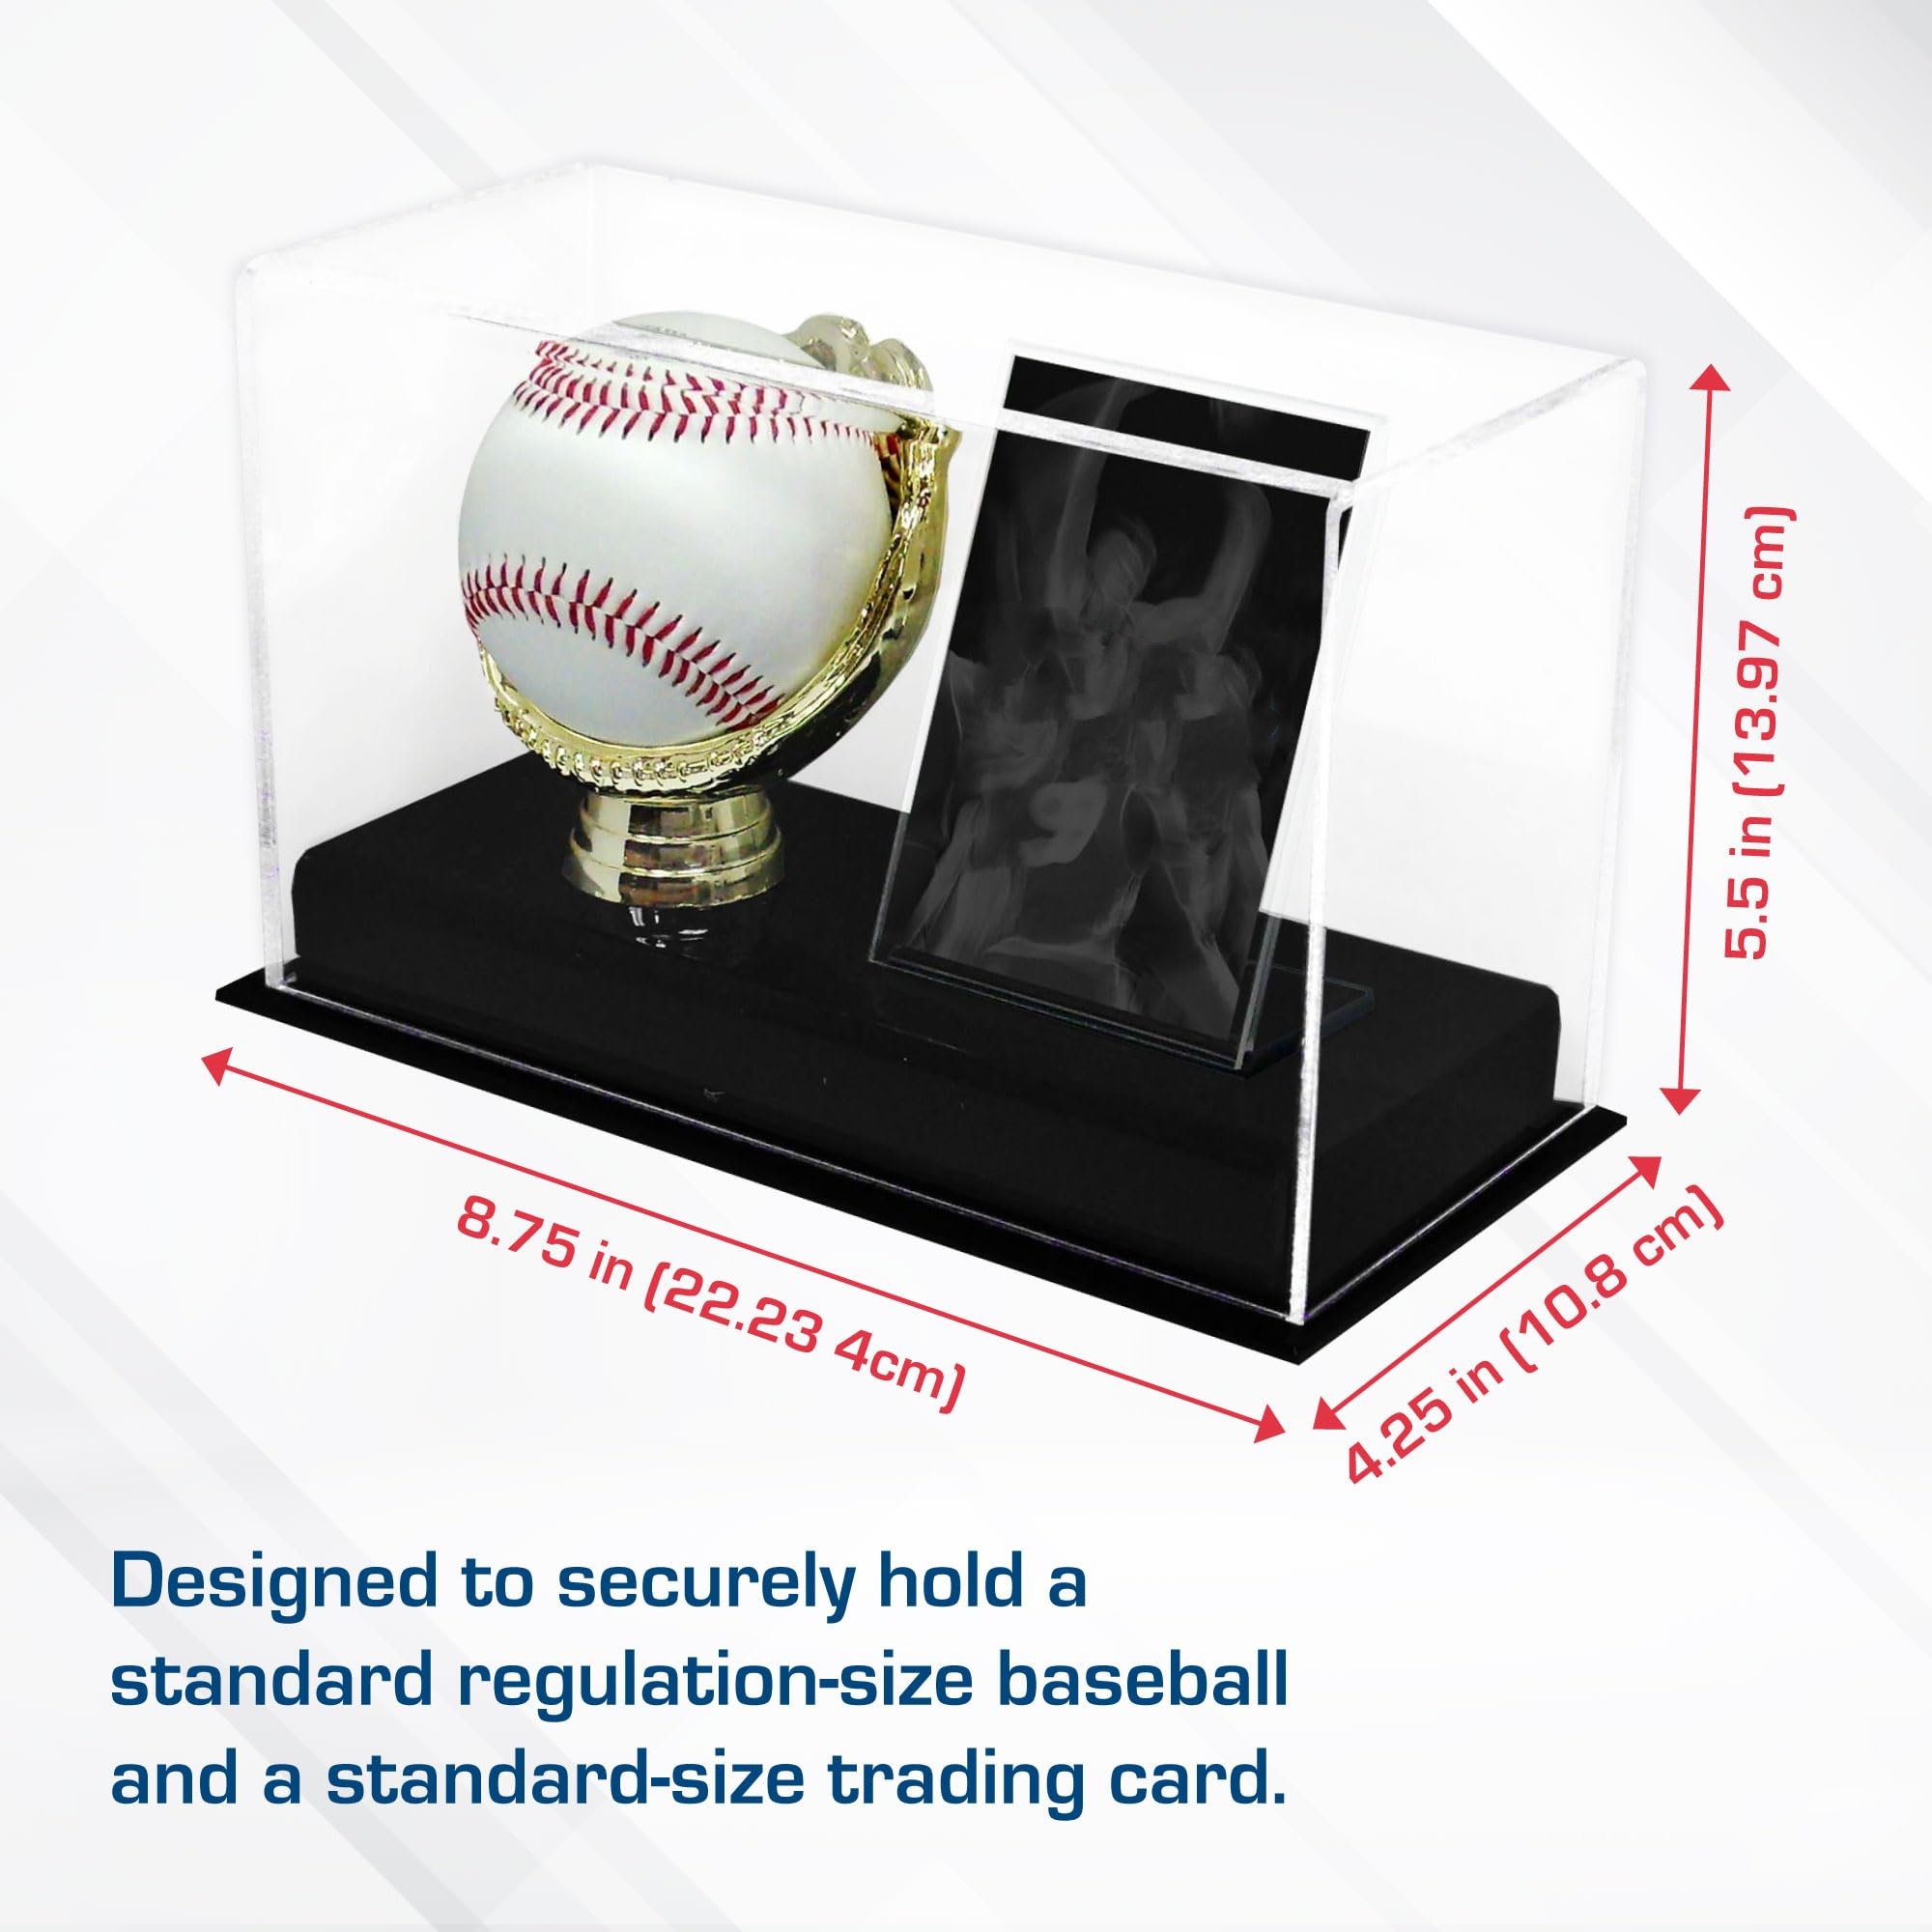 5.5 in (13.97 cm)
8.75 in (22.23 4cm)
4.25 in (10.8 cm)
9
Designed to securely hold a
standard regulation-size baseball
and a standard-size trading card.